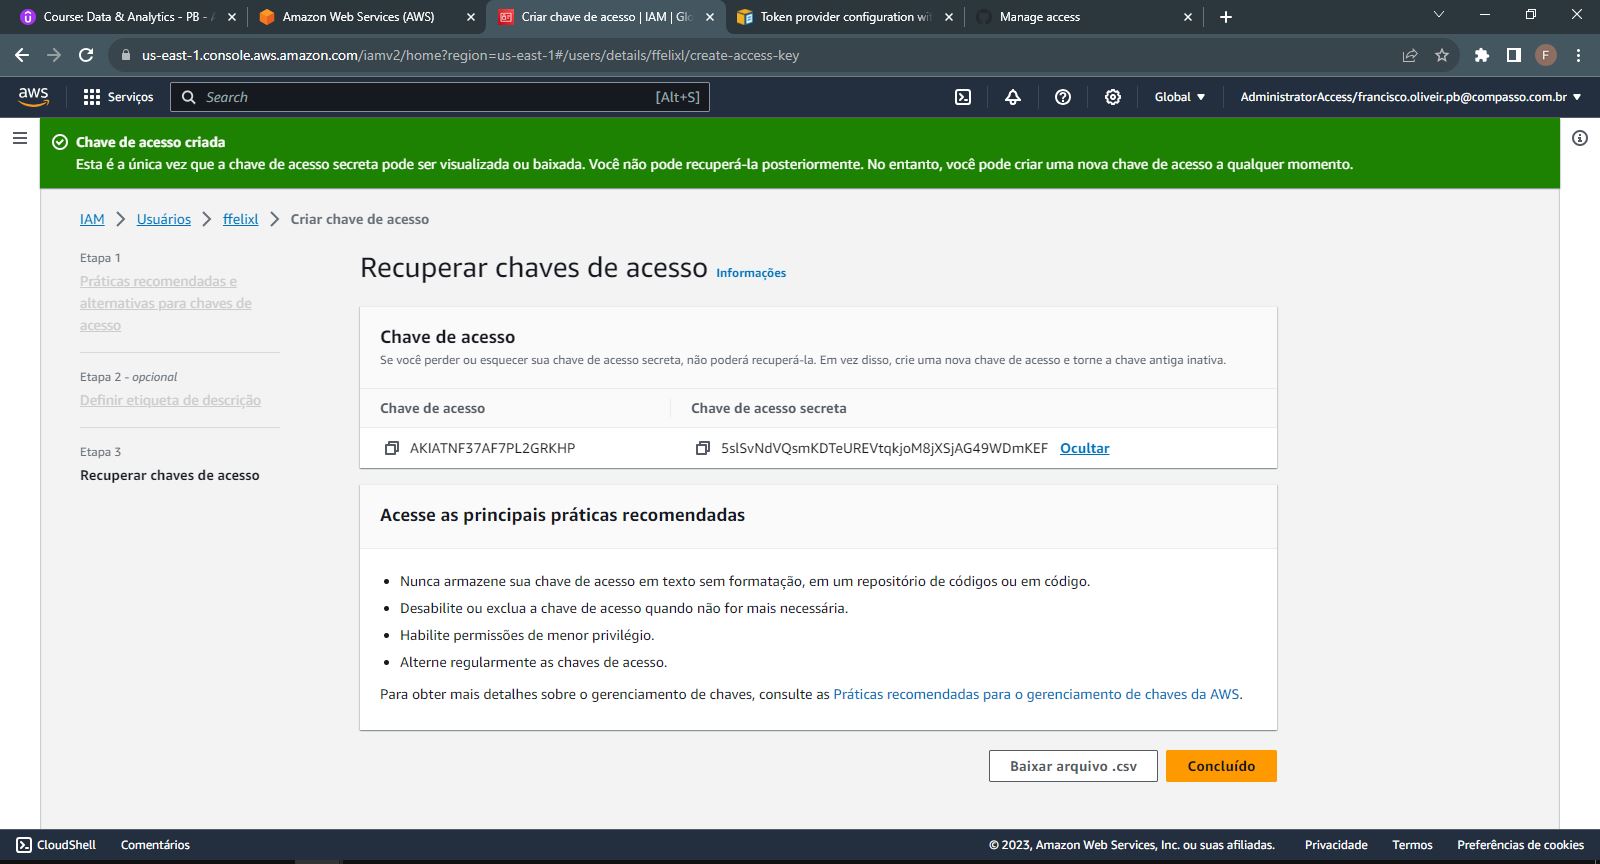 Course: Data & Analytics - PB -
Amazon Web Services (AWS)
Criar chave de acesso | IAM | Glo
Token provider configuration wit
Manage access
us-east-1.console.aws.amazon.com/iamv2/home?region=us-east-1#/users/details/ffelixl/create-access-key
F
aws
Serviços
Search
[Alt+S]
Global
AdministratorAccess/francisco.oliveir.pb@compasso.com.br
Chave de acesso criada
Esta é a única vez que a chave de acesso secreta pode ser visualizada ou baixada. Você não pode recuperá-la posteriormente. No entanto, você pode criar uma nova chave de acesso a qualquer momento.
IAM > Usuários > ffelixl > Criar chave de acesso
Etapa 1
Práticas recomendadas e
alternativas para chaves de
acesso
Etapa 2 - opcional
Definir etiqueta de descrição
Etapa 3
Recuperar chaves de acesso
Recuperar chaves de acesso Informações
Chave de acesso
Se você perder ou esquecer sua chave de acesso secreta, não poderá recuperá-la. Em vez disso, crie uma nova chave de acesso e torne a chave antiga inativa.
Chave de acesso
Chave de acesso secreta
AKIATNF37AF7PL2GRKHP
Ocultar
Acesse as principais práticas recomendadas
• Nunca armazene sua chave de acesso em texto sem formatação, em um repositório de códigos ou em código.
• Desabilite ou exclua a chave de acesso quando não for mais necessária.
• Habilite permissões de menor privilégio.
• Alterne regularmente as chaves de acesso.
Para obter mais detalhes sobre o gerenciamento de chaves, consulte as Práticas recomendadas para o gerenciamento de chaves da AWS.
Baixar arquivo .csv
Concluído
CloudShell
Comentários
© 2023, Amazon Web Services, Inc. ou suas afiliadas.
Privacidade
Termos
Preferências de cookies